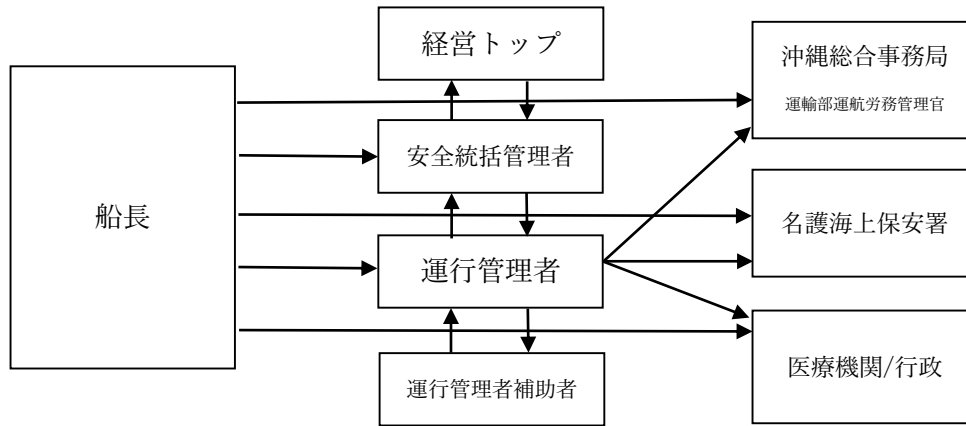 経営トップ
沖縄総合事務局
運輸部運航労務管理官
安全統括管理者
船長
名護海上保安署
運行管理者
医療機関/行政
運行管理者補助者